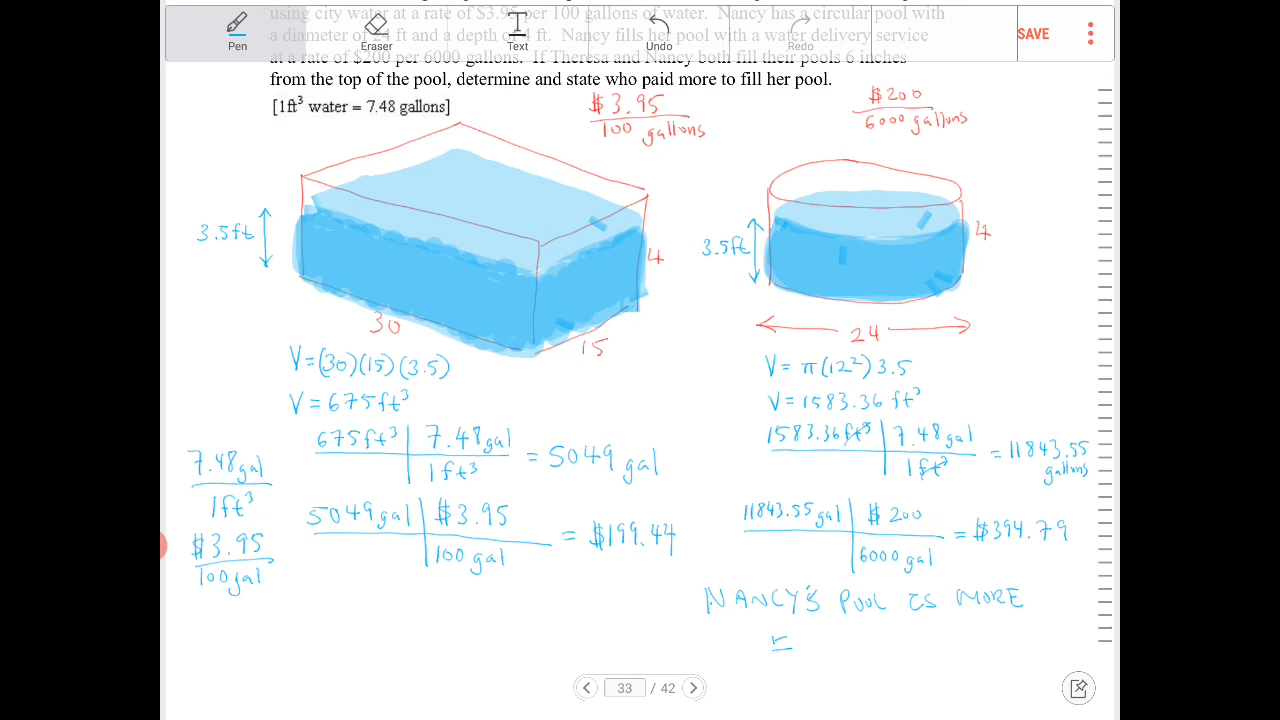 using city water at a rate of $3.95 per 100 gallons of water. Nancy has a circular pool with
a diameter of 24 ft and a depth of 4 ft. Nancy fills her pool with a water delivery service
at a rate of $200 per 6000 gallons. If Theresa and Nancy both fill their pools 6 inches
from the top of the pool, determine and state who paid more to fill her pool.
Pen
Eraser
Text
Undo
Redo
SAVE
[1ft³ water = 7.48 gallons]
$3.95
100 gallons
$200
6000 gallons
3.5ft
4
30
15
3.5ft
4
24
V=(30)(15)(3.5)
V=675ft³
675ft³ 7.48gal
1ft³
= 5049 gal
5049gal $3.95
100 gal
= $199.44
7.48gal
1ft³
$3.95
100gal
V= π(12²)3.5
V=1583.36 ft³
1583.36ft³ 7.48gal
1ft³
= 11843.55
gallons
11843.55gal $200
6000 gal
=$394.79
NANCY'S POOL IS MORE
33 / 42